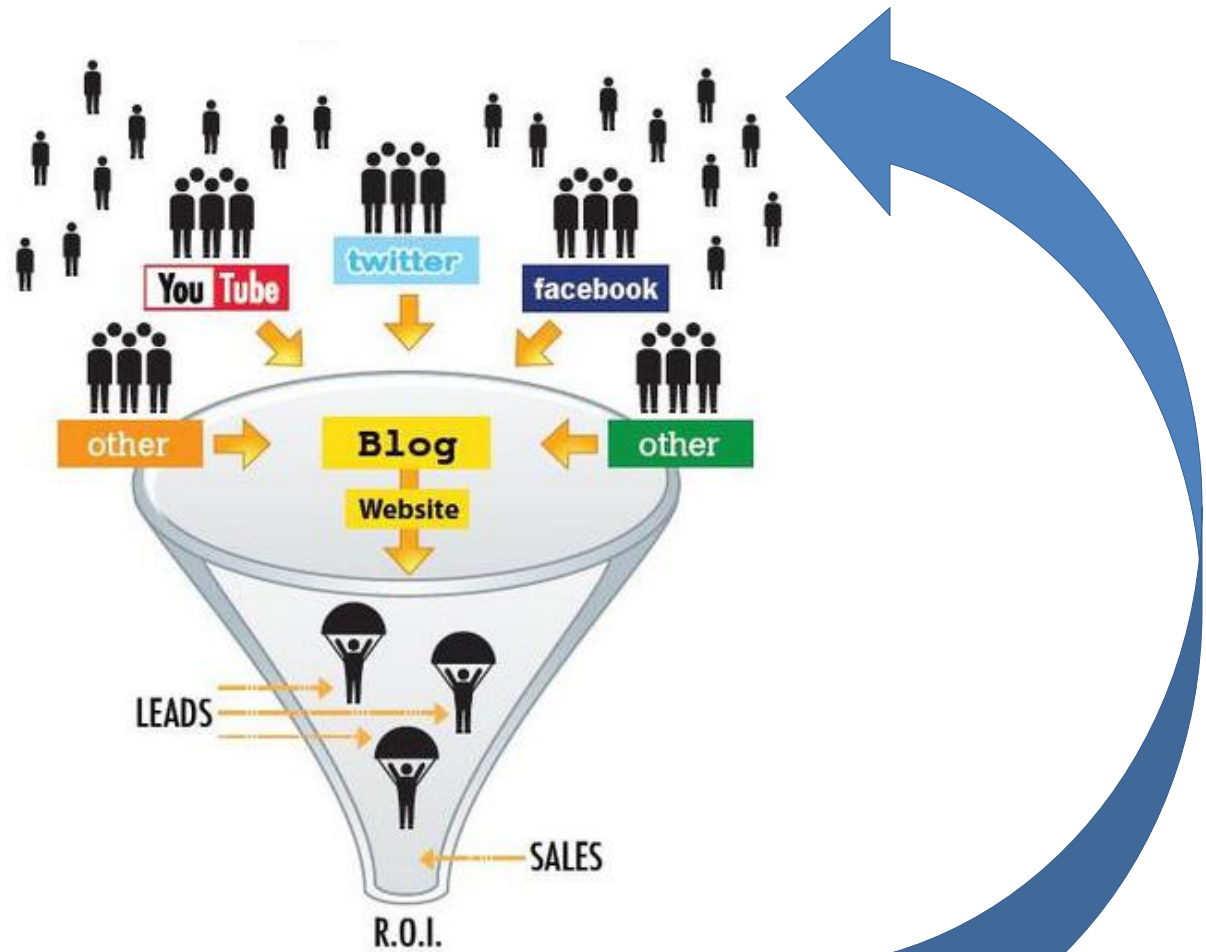 twitter
You Tube
facebook
other
Blog
other
Website
LEADS
SALES
R.O.I.